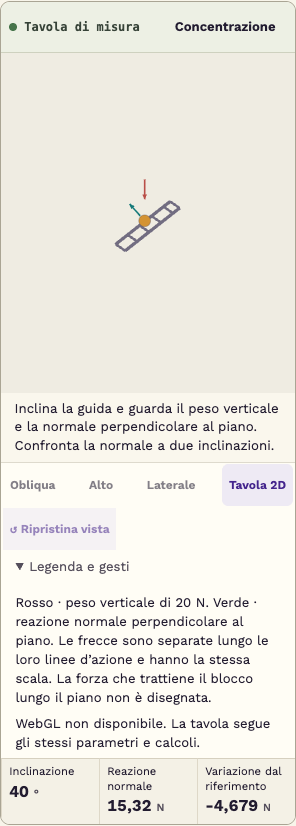 Tavola di misura
Concentrazione
Inclina la guida e guarda il peso verticale
e la normale perpendicolare al piano.
Confronta la normale a due inclinazioni.
Obliqua
Alto
Laterale
Tavola 2D
↺ Ripristina vista
▼ Legenda e gesti
Rosso · peso verticale di 20 N. Verde ·
reazione normale perpendicolare al
piano. Le frecce sono separate lungo le
loro linee d’azione e hanno la stessa
scala. La forza che trattiene il blocco
lungo il piano non è disegnata.
WebGL non disponibile. La tavola segue
gli stessi parametri e calcoli.
Inclinazione
40 °
Reazione
normale
15,32 N
Variazione dal
riferimento
-4,679 N